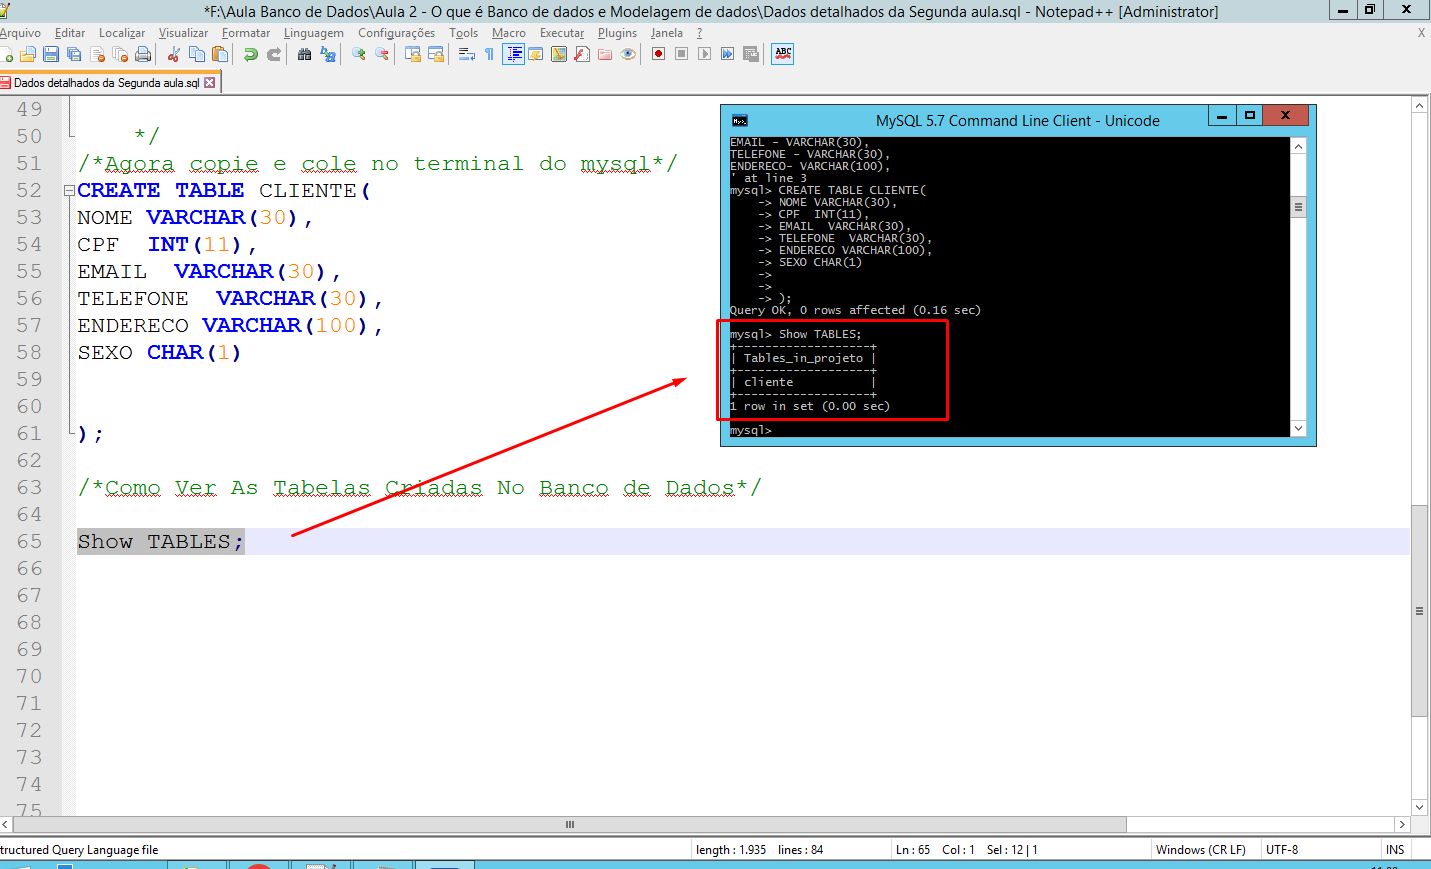 *F:\Aula Banco de Dados\Aula 2 - O que é Banco de dados e Modelagem de dados\Dados detalhados da Segunda aula.sql - Notepad++ [Administrator]
Arquivo Editar Localizar Visualizar Formatar Linguagem Configurações Tools Macro Executar Plugins Janela ? X
Dados detalhados da Segunda aula.sql
49
50 */
51 /*Agora copie e cole no terminal do mysql*/
52 CREATE TABLE CLIENTE(
53 NOME VARCHAR(30),
54 CPF  INT(11),
55 EMAIL  VARCHAR(30),
56 TELEFONE  VARCHAR(30),
57 ENDERECO VARCHAR(100),
58 SEXO CHAR(1)
59
60
61 );
62
63 /*Como Ver As Tabelas Criadas No Banco de Dados*/
64
65 Show TABLES;
66
67
68
69
70
71
72
73
74
75
MySQL 5.7 Command Line Client - Unicode
EMAIL - VARCHAR(30),
TELEFONE - VARCHAR(30),
ENDERECO- VARCHAR(100),
' at line 3
mysql> CREATE TABLE CLIENTE(
    -> NOME VARCHAR(30),
    -> CPF  INT(11),
    -> EMAIL  VARCHAR(30),
    -> TELEFONE  VARCHAR(30),
    -> ENDERECO VARCHAR(100),
    -> SEXO CHAR(1)
    ->
    ->
    -> );
Query OK, 0 rows affected (0.16 sec)
mysql> Show TABLES;
+-------------------+
| Tables_in_projeto |
+-------------------+
| cliente           |
+-------------------+
1 row in set (0.00 sec)
mysql>
tructured Query Language file length : 1.935 lines : 84 Ln : 65 Col : 1 Sel : 12 | 1 Windows (CR LF) UTF-8 INS